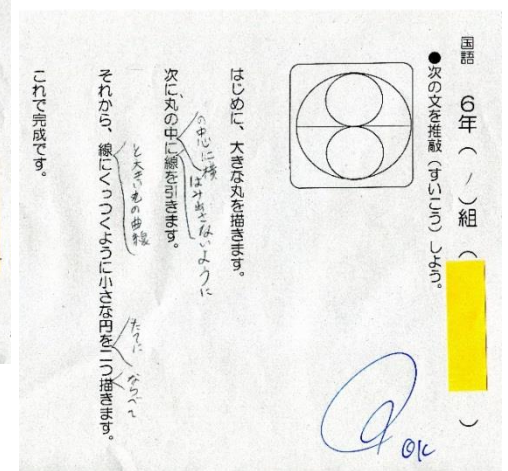 国語　６年（１）組（　　　）
●次の文を推敲（すいこう）しよう。
はじめに、大きな丸を描きます。
の中心に横
はみ出さないように
次に丸の中に線を引きます。
と大きい丸の曲線
それから、線にくっつくように小さな円を二つ描きます。
たてに
ならべて
これで完成です。
OK